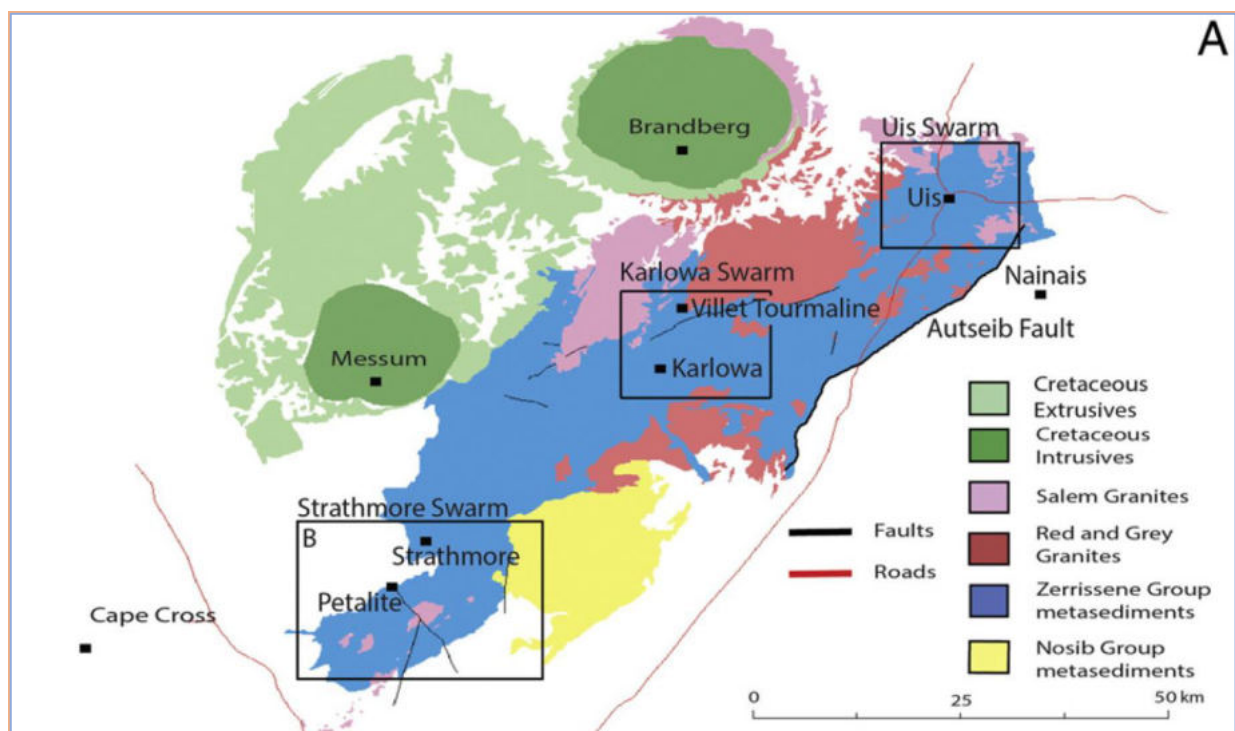 A
Brandberg
Uis Swarm
Uis
Karlowa Swarm
Nainais
Villet Tourmaline
Autseib Fault
Messum
Karlowa
Cretaceous
Extrusives
Cretaceous
Intrusives
Salem Granites
Strathmore Swarm
B
Strathmore
Petalite
Cape Cross
Faults
Roads
Red and Grey
Granites
Zerrissene Group
metasediments
Nosib Group
metasediments
0 25 50 km